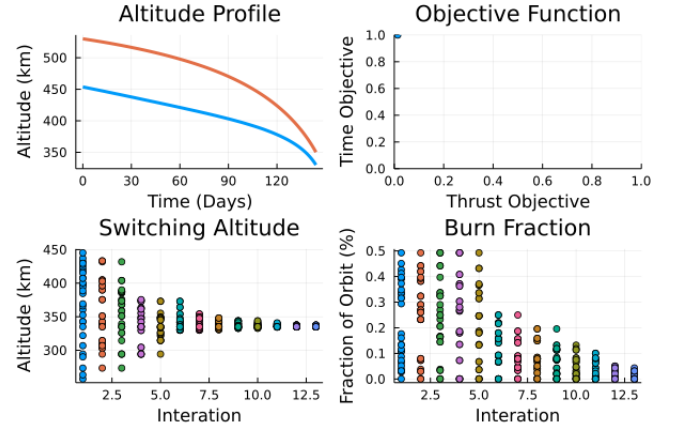 Altitude Profile
Altitude (km)
500
450
400
350
0 30 60 90 120
Time (Days)
Objective Function
Time Objective
1.0
0.8
0.6
0.4
0.2
0.0
0.0 0.2 0.4 0.6 0.8 1.0
Thrust Objective
Switching Altitude
Altitude (km)
450
400
350
300
2.5 5.0 7.5 10.0 12.5
Interation
Burn Fraction
Fraction of Orbit (%)
0.5
0.4
0.3
0.2
0.1
0.0
2.5 5.0 7.5 10.0 12.5
Interation